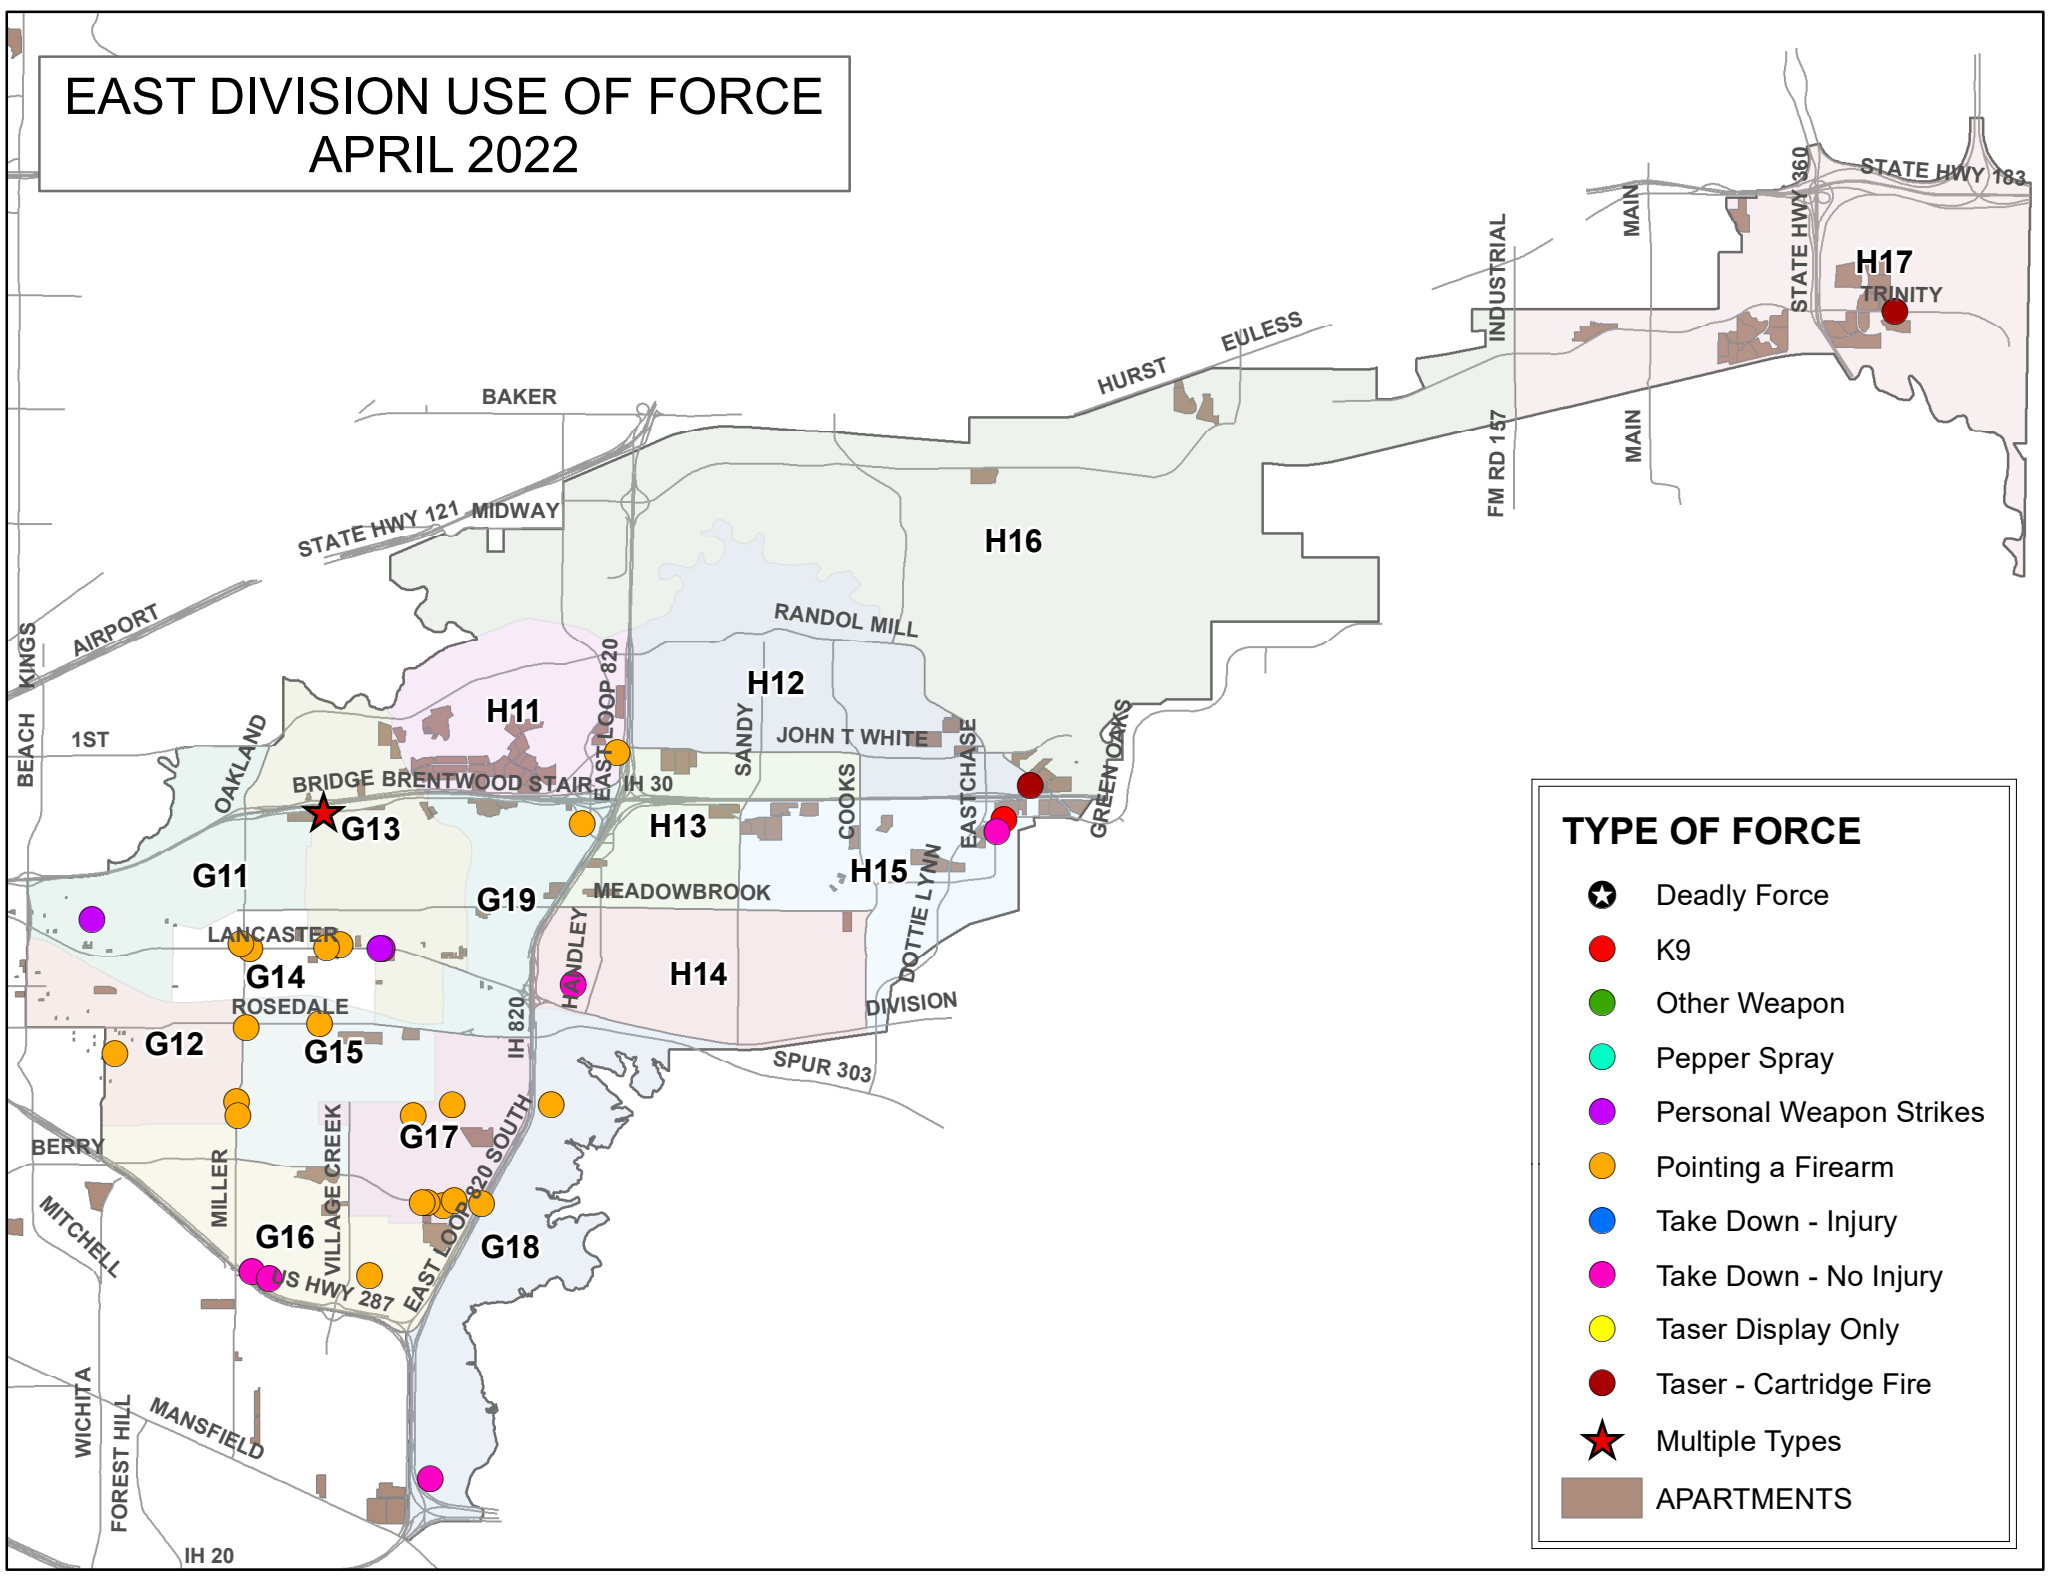 EAST DIVISION USE OF FORCE
APRIL 2022
STATE HWY 183
STATE HWY 360
MAIN
INDUSTRIAL
H17
TRINITY
HURST
EULESS
BAKER
FM RD 157
MAIN
STATE HWY 121
MIDWAY
H16
AIRPORT
KINGS
RANDOL MILL
EAST LOOP 820
H12
H11
BEACH
1ST
OAKLAND
SANDY
JOHN T WHITE
EASTCHASE
GREEN OAKS
OAKS
BRIDGE
BRENTWOOD STAIR
IH 30
COOKS
G13
H13
G11
H15
G19
MEADOWBROOK
DOTTIE LYNN
LANCASTER
HANDLEY
G14
H14
ROSEDALE
DIVISION
IH 820
G12
G15
SPUR 303
G17
BERRY
MILLER
VILLAGE CREEK
EAST LOOP 820 SOUTH
MITCHELL
G16
G18
US HWY 287
WICHITA
FOREST HILL
MANSFIELD
IH 20
TYPE OF FORCE
Deadly Force
K9
Other Weapon
Pepper Spray
Personal Weapon Strikes
Pointing a Firearm
Take Down - Injury
Take Down - No Injury
Taser Display Only
Taser - Cartridge Fire
Multiple Types
APARTMENTS